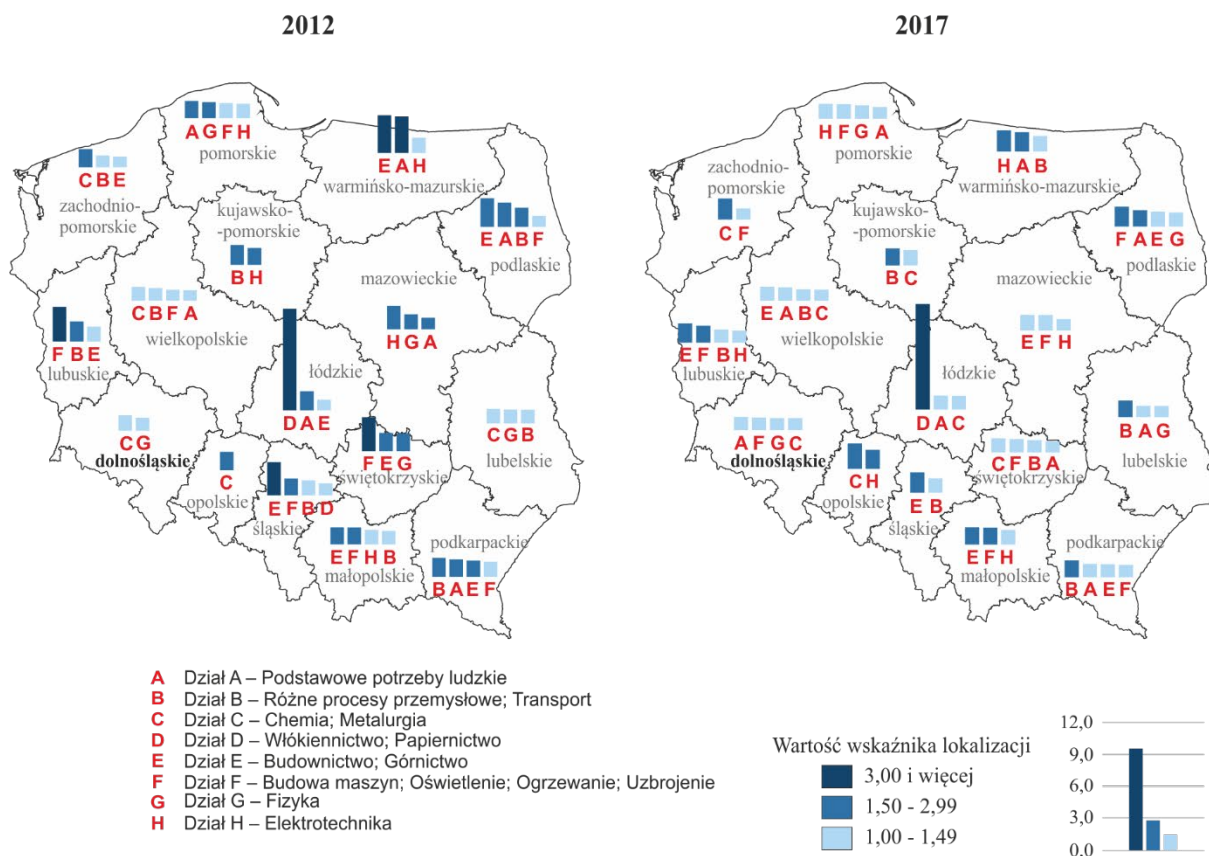 2012
2017
A G F H
pomorskie
E A H
warmińsko-mazurskie
C B E
zachodnio-
pomorskie
kujawsko-
-pomorskie
B H
E A B F
podlaskie
mazowieckie
H G A
C B F A
wielkopolskie
F B E
lubuskie
łódzkie
D A E
C G
dolnośląskie
C
opolskie
E F B D
śląskie
F E G
świętokrzyskie
C G B
lubelskie
E F H B
małopolskie
podkarpackie
B A E F
H F G A
pomorskie
H A B
warmińsko-mazurskie
zachodnio-
pomorskie
C F
kujawsko-
-pomorskie
B C
F A E G
podlaskie
mazowieckie
E F H
E A B C
wielkopolskie
E F B H
lubuskie
łódzkie
D A C
A F G C
dolnośląskie
C H
opolskie
E B
śląskie
C F B A
świętokrzyskie
B A G
lubelskie
E F H
małopolskie
podkarpackie
B A E F
A Dział A – Podstawowe potrzeby ludzkie
B Dział B – Różne procesy przemysłowe; Transport
C Dział C – Chemia; Metalurgia
D Dział D – Włókiennictwo; Papiernictwo
E Dział E – Budownictwo; Górnictwo
F Dział F – Budowa maszyn; Oświetlenie; Ogrzewanie; Uzbrojenie
G Dział G – Fizyka
H Dział H – Elektrotechnika
Wartość wskaźnika lokalizacji
3,00 i więcej
1,50 - 2,99
1,00 - 1,49
12,0
9,0
6,0
3,0
0,0